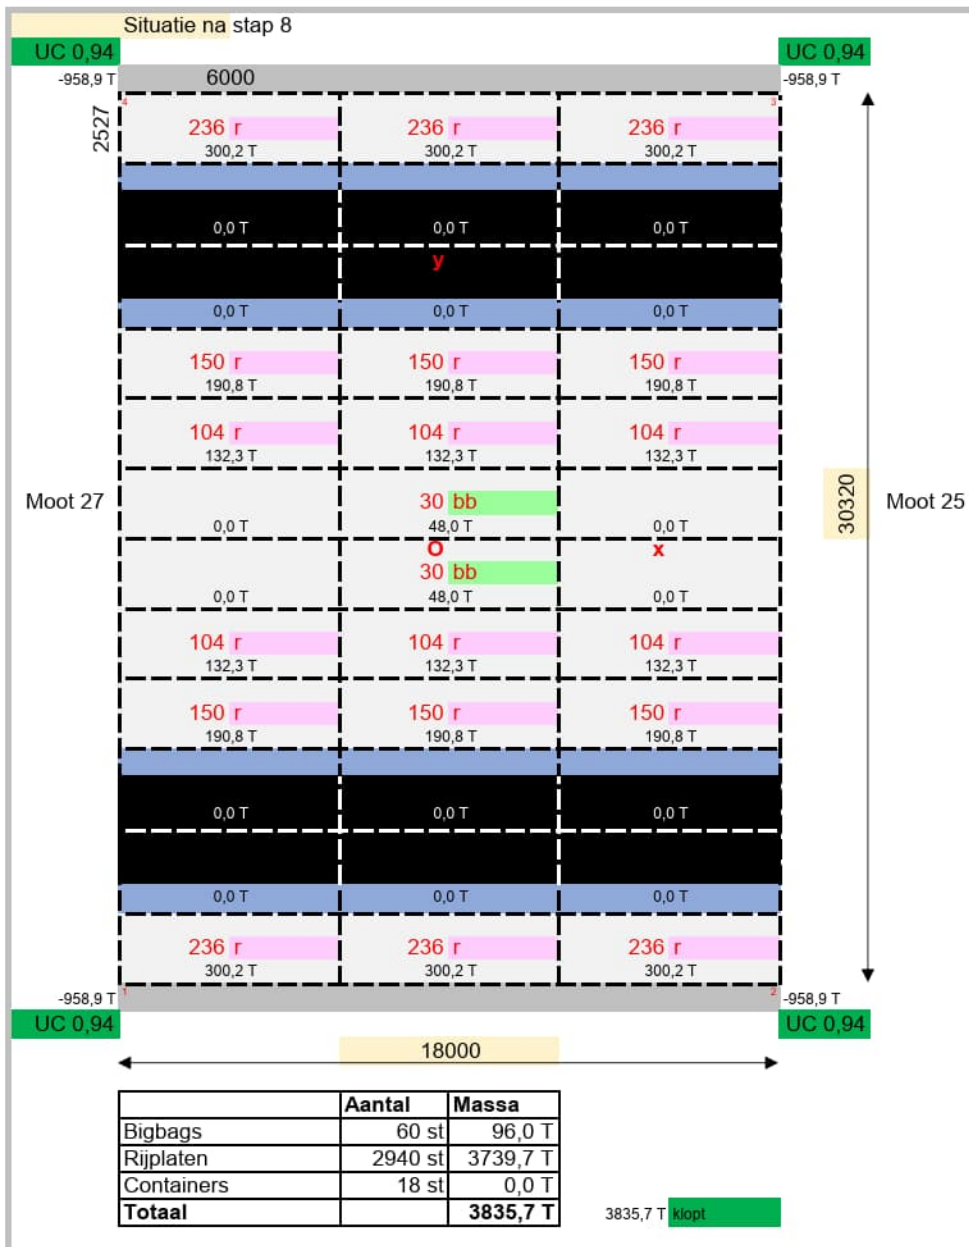 Situatie na stap 8
UC 0,94 UC 0,94
-958,9 T 6000 -958,9 T
4 3
2527
236 r 236 r 236 r
300,2 T 300,2 T 300,2 T
0,0 T 0,0 T 0,0 T
y
0,0 T 0,0 T 0,0 T
150 r 150 r 150 r
190,8 T 190,8 T 190,8 T
104 r 104 r 104 r
132,3 T 132,3 T 132,3 T
Moot 27 30 bb 30320 Moot 25
0,0 T 48,0 T 0,0 T
O x
30 bb
0,0 T 48,0 T 0,0 T
104 r 104 r 104 r
132,3 T 132,3 T 132,3 T
150 r 150 r 150 r
190,8 T 190,8 T 190,8 T
0,0 T 0,0 T 0,0 T
0,0 T 0,0 T 0,0 T
236 r 236 r 236 r
300,2 T 300,2 T 300,2 T
1 2
-958,9 T -958,9 T
UC 0,94 UC 0,94
18000
Aantal Massa
Bigbags 60 st 96,0 T
Rijplaten 2940 st 3739,7 T
Containers 18 st 0,0 T
Totaal 3835,7 T 3835,7 T klopt